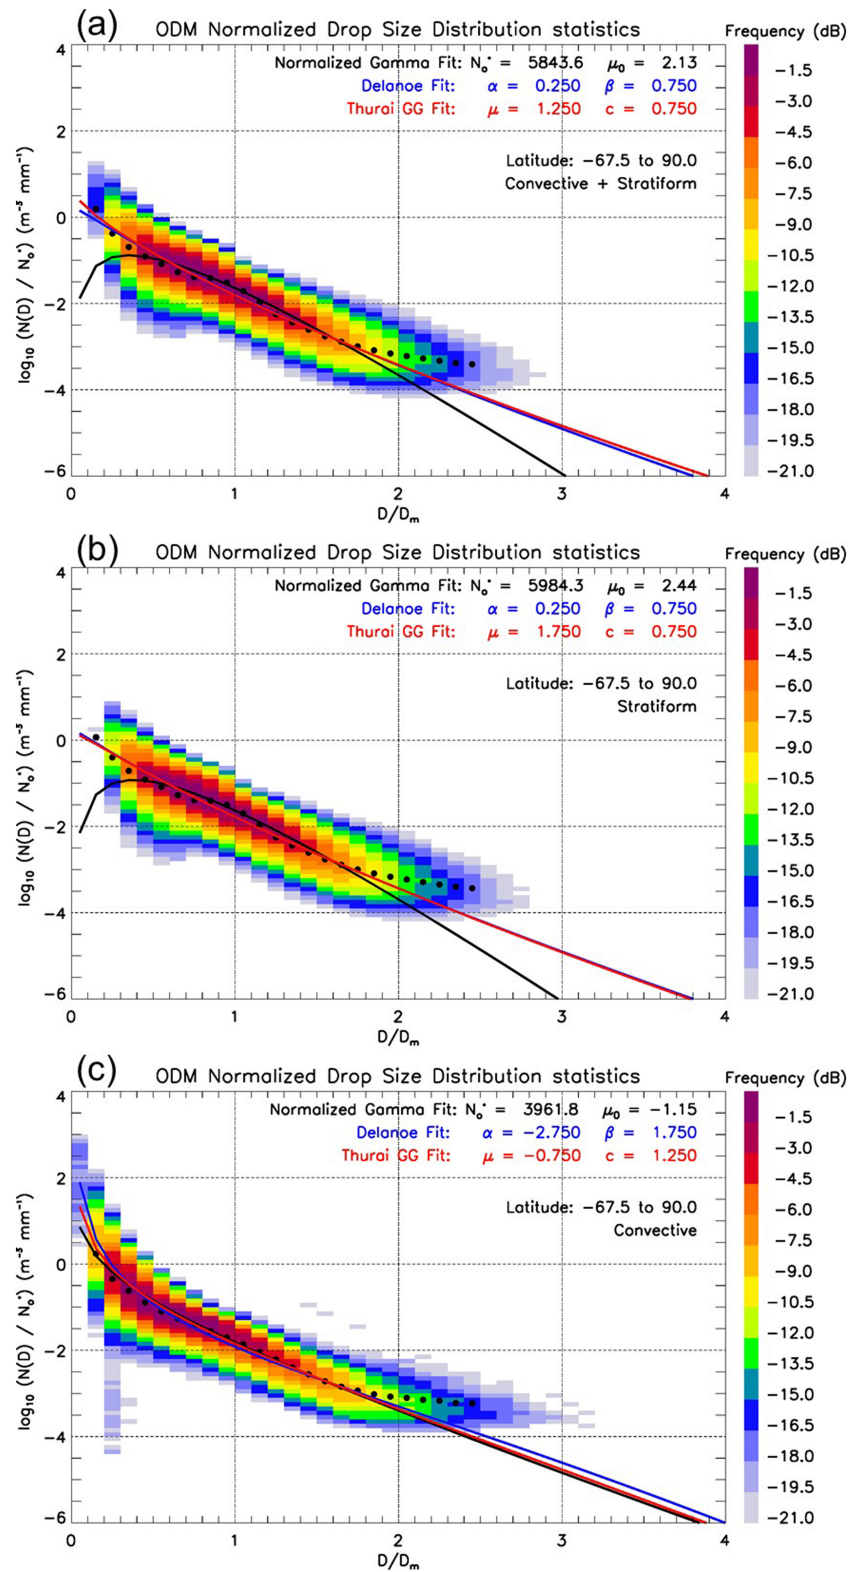 (a) ODM Normalized Drop Size Distribution statistics Frequency (dB)
Normalized Gamma Fit: N₀* = 5843.6 μ₀ = 2.13
Delanoe Fit: α = 0.250 β = 0.750
Thurai GG Fit: μ = 1.250 c = 0.750
Latitude: −67.5 to 90.0
Convective + Stratiform
log₁₀ (N(D) / N₀*) (m⁻³ mm⁻¹)
4
2
0
−2
−4
−6
0 1 2 3 4
D/Dₘ
−1.5
−3.0
−4.5
−6.0
−7.5
−9.0
−10.5
−12.0
−13.5
−15.0
−16.5
−18.0
−19.5
−21.0
(b) ODM Normalized Drop Size Distribution statistics Frequency (dB)
Normalized Gamma Fit: N₀* = 5984.3 μ₀ = 2.44
Delanoe Fit: α = 0.250 β = 0.750
Thurai GG Fit: μ = 1.750 c = 0.750
Latitude: −67.5 to 90.0
Stratiform
log₁₀ (N(D) / N₀*) (m⁻³ mm⁻¹)
4
2
0
−2
−4
−6
0 1 2 3 4
D/Dₘ
−1.5
−3.0
−4.5
−6.0
−7.5
−9.0
−10.5
−12.0
−13.5
−15.0
−16.5
−18.0
−19.5
−21.0
(c) ODM Normalized Drop Size Distribution statistics Frequency (dB)
Normalized Gamma Fit: N₀* = 3961.8 μ₀ = −1.15
Delanoe Fit: α = −2.750 β = 1.750
Thurai GG Fit: μ = −0.750 c = 1.250
Latitude: −67.5 to 90.0
Convective
log₁₀ (N(D) / N₀*) (m⁻³ mm⁻¹)
4
2
0
−2
−4
−6
0 1 2 3 4
D/Dₘ
−1.5
−3.0
−4.5
−6.0
−7.5
−9.0
−10.5
−12.0
−13.5
−15.0
−16.5
−18.0
−19.5
−21.0